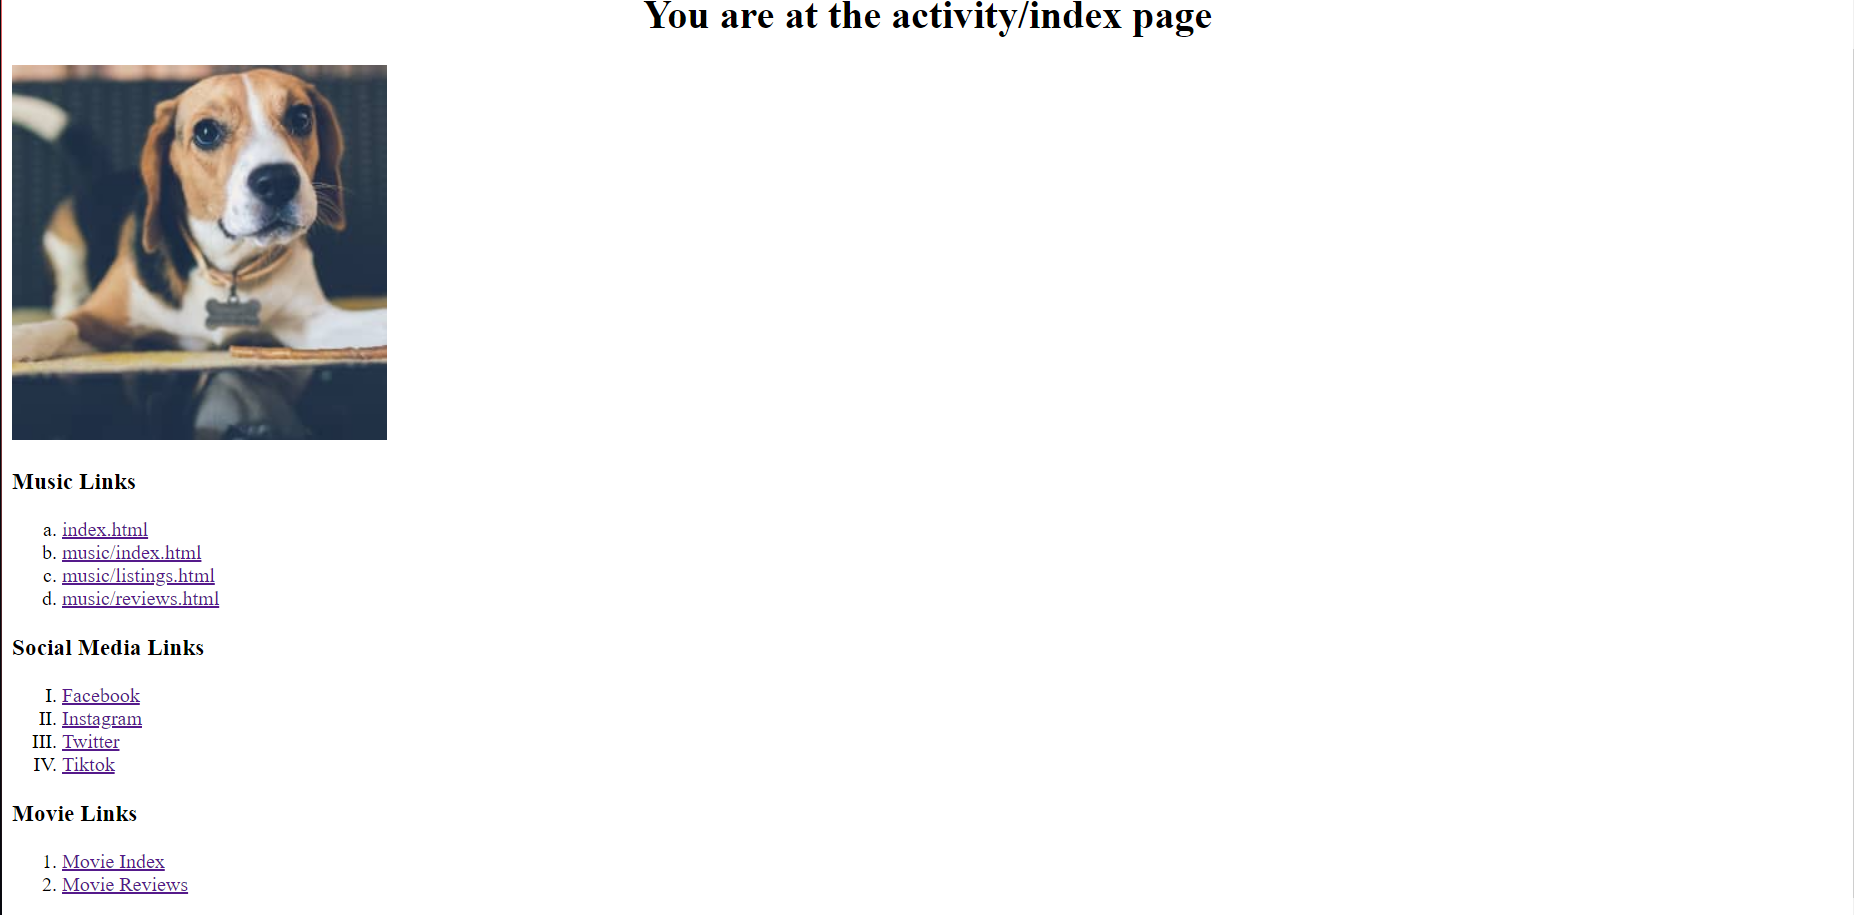 You are at the activity/index page
Music Links
a. index.html
b. music/index.html
c. music/listings.html
d. music/reviews.html
Social Media Links
I. Facebook
II. Instagram
III. Twitter
IV. Tiktok
Movie Links
1. Movie Index
2. Movie Reviews